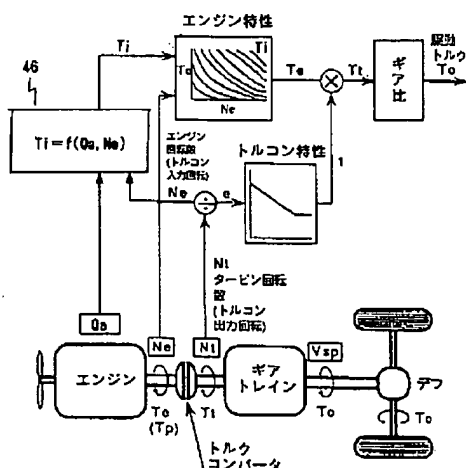 エンジン特性
46
Ti
Ti
Te
Ne
Te
Tt
ギア比
駆動
トルク
To
Ti=f(Qa,Ne)
エンジン
回転数
(トルコン
入力回転)
Ne
÷
e
トルコン特性
t
Nt
タービン回転
数
(トルコン
出力回転)
Qa
Ne
Nt
Vsp
エンジン
ギア
トレイン
デフ
Te
(Tp)
Tt
To
To
トルク
コンバータ